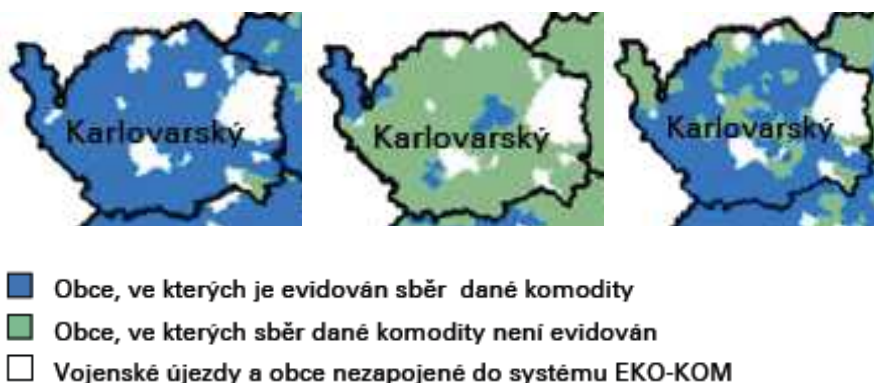 Karlovarský Karlovarský Karlovarský
Obce, ve kterých je evidován sběr dané komodity
Obce, ve kterých sběr dané komodity není evidován
Vojenské újezdy a obce nezapojené do systému EKO-KOM